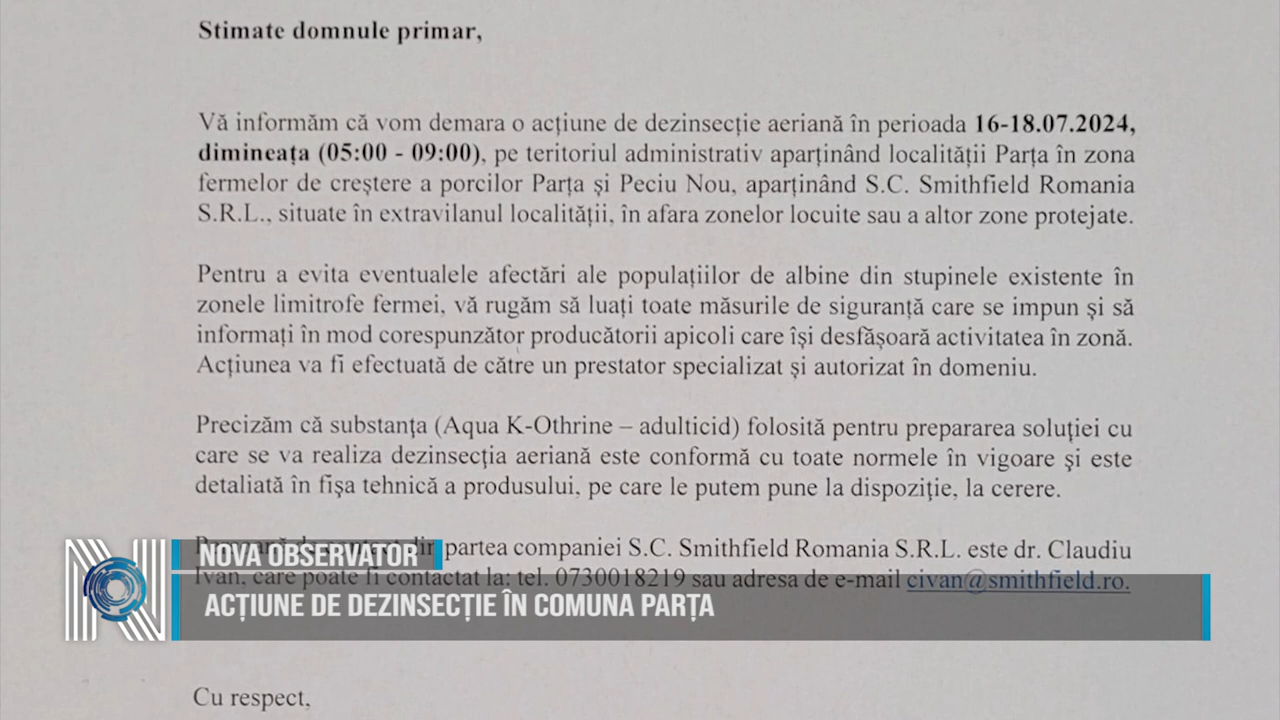 Stimate domnule primar,
Vă informăm că vom demara o acțiune de dezinsecție aeriană în perioada 16-18.07.2024,
dimineața (05:00 - 09:00), pe teritoriul administrativ aparținând localității Parța în zona
fermelor de creștere a porcilor Parța și Peciu Nou, aparținând S.C. Smithfield Romania
S.R.L., situate în extravilanul localității, în afara zonelor locuite sau a altor zone protejate.
Pentru a evita eventualele afectări ale populațiilor de albine din stupinele existente în
zonele limitrofe fermei, vă rugăm să luați toate măsurile de siguranță care se impun și să
informați în mod corespunzător producătorii apicoli care își desfășoară activitatea în zonă.
Acțiunea va fi efectuată de către un prestator specializat și autorizat în domeniu.
Precizăm că substanța (Aqua K-Othrine – adulticid) folosită pentru prepararea soluției cu
care se va realiza dezinsecția aeriană este conformă cu toate normele în vigoare și este
detaliată în fișa tehnică a produsului, pe care le putem pune la dispoziție, la cerere.
din partea companiei S.C. Smithfield Romania S.R.L. este dr. Claudiu
NOVA OBSERVATOR
Ivan, care poate fi contactat la: tel. 0730018219 sau adresa de e-mail civan@smithfield.ro.
ACȚIUNE DE DEZINSECȚIE ÎN COMUNA PARȚA
Cu respect,